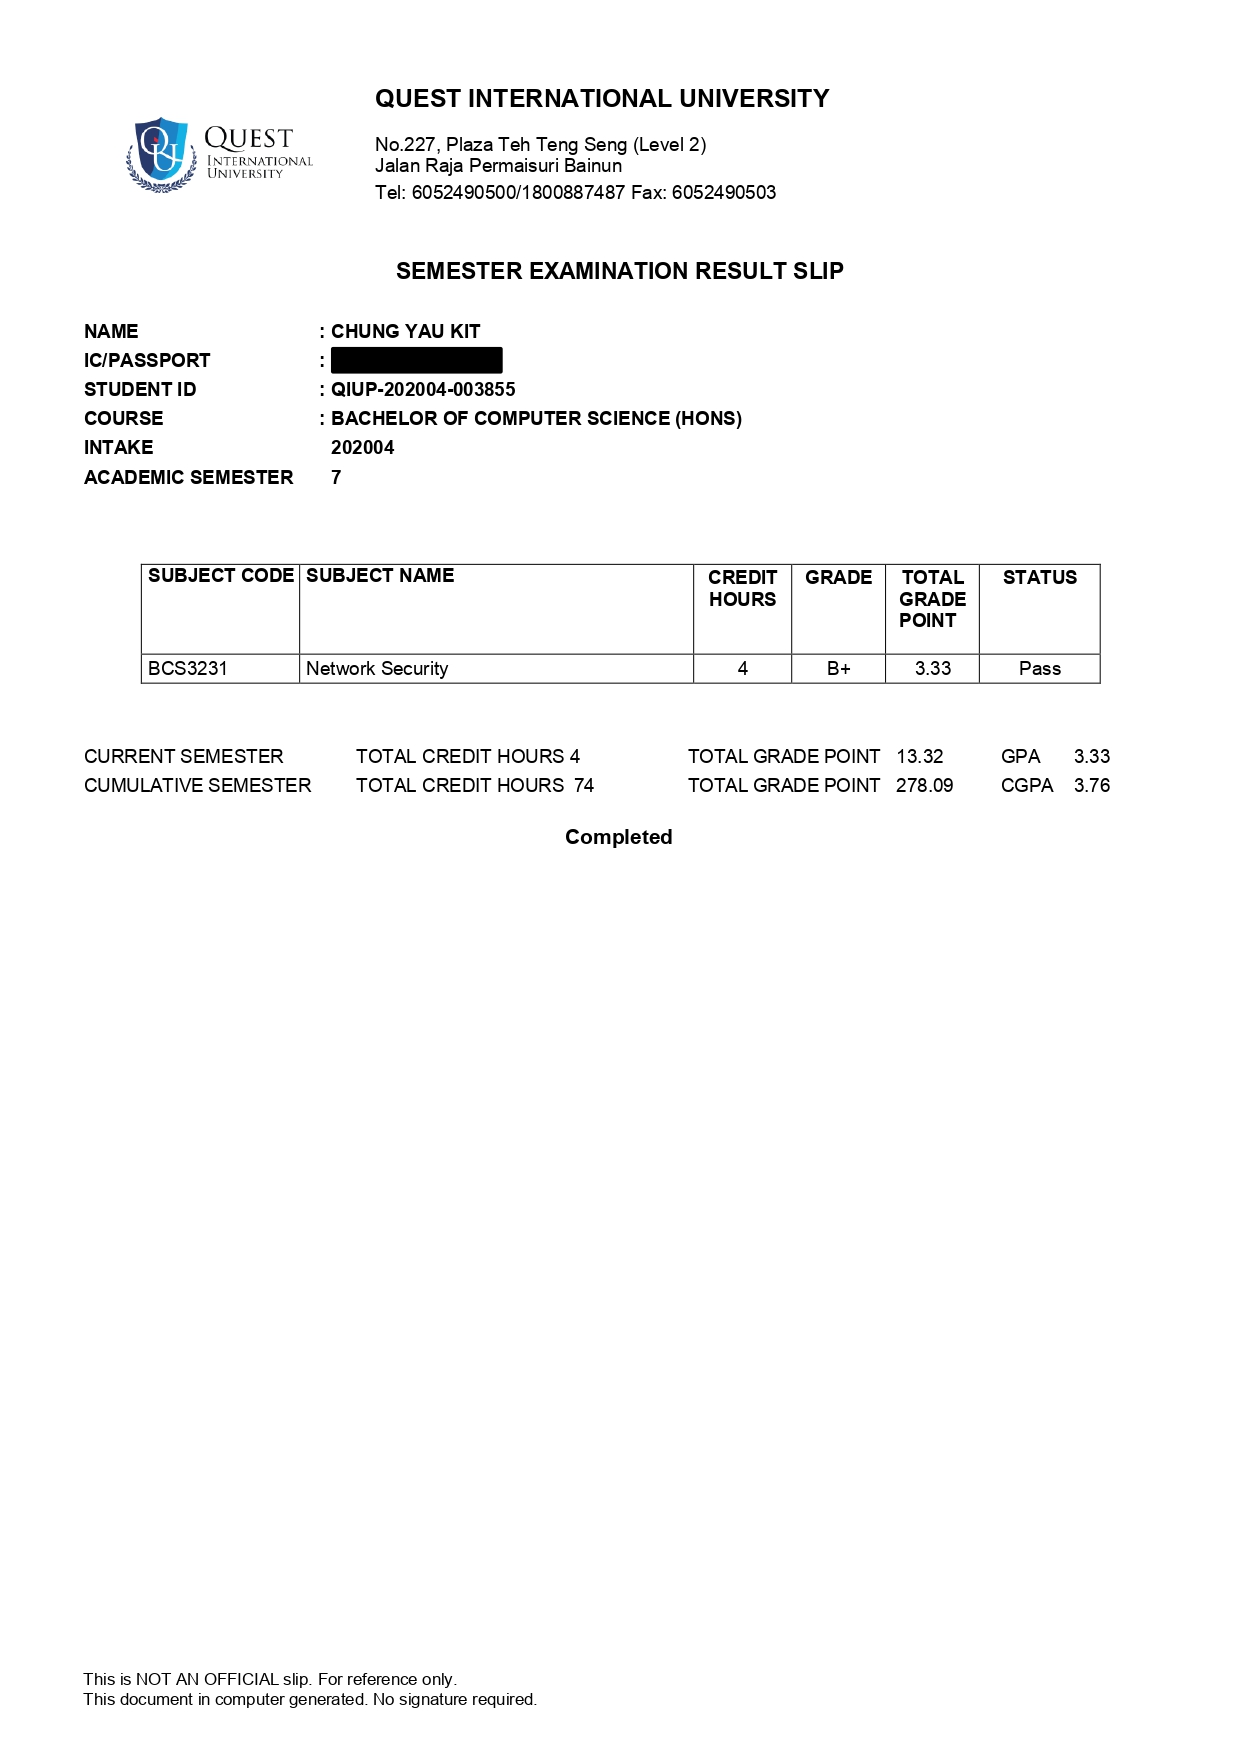 QUEST INTERNATIONAL UNIVERSITY
QU
QUEST
INTERNATIONAL
UNIVERSITY
No.227, Plaza Teh Teng Seng (Level 2)
Jalan Raja Permaisuri Bainun
Tel: 6052490500/1800887487 Fax: 6052490503
SEMESTER EXAMINATION RESULT SLIP
NAME : CHUNG YAU KIT
IC/PASSPORT :
STUDENT ID : QIUP-202004-003855
COURSE : BACHELOR OF COMPUTER SCIENCE (HONS)
INTAKE 202004
ACADEMIC SEMESTER 7
SUBJECT CODE SUBJECT NAME CREDIT HOURS GRADE TOTAL GRADE POINT STATUS
BCS3231 Network Security 4 B+ 3.33 Pass
CURRENT SEMESTER TOTAL CREDIT HOURS 4 TOTAL GRADE POINT 13.32 GPA 3.33
CUMULATIVE SEMESTER TOTAL CREDIT HOURS 74 TOTAL GRADE POINT 278.09 CGPA 3.76
Completed
This is NOT AN OFFICIAL slip. For reference only.
This document in computer generated. No signature required.